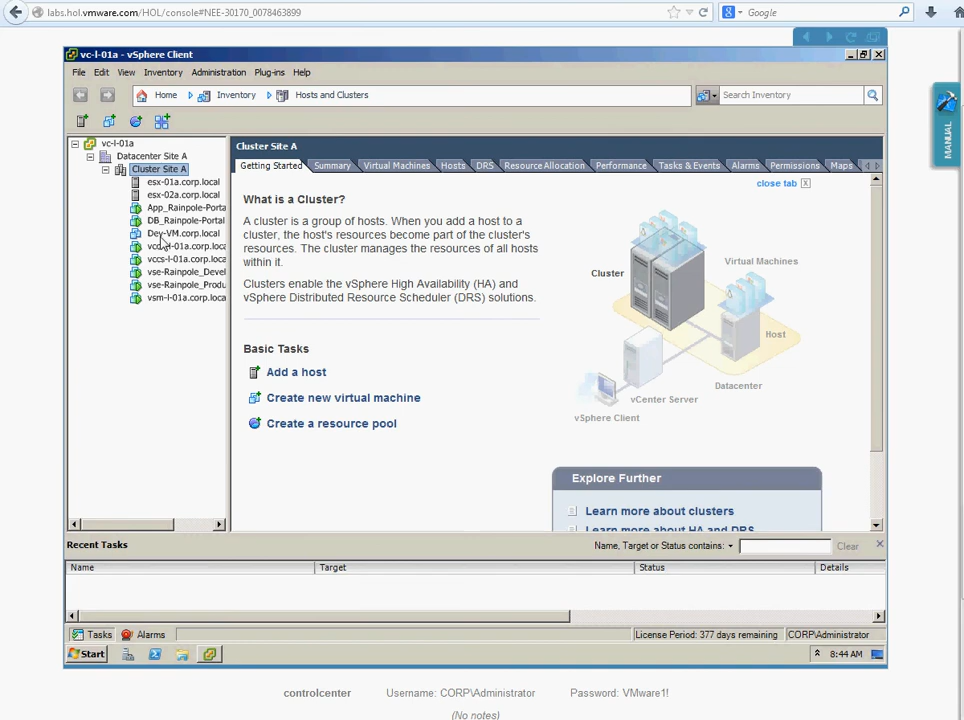 labs.hol.vmware.com/HOL/console#NEE-30170_0078463899
Google
vc-l-01a - vSphere Client
File Edit View Inventory Administration Plug-ins Help
Home Inventory Hosts and Clusters
Search Inventory
MANUAL
vc-l-01a
Datacenter Site A
Cluster Site A
esx-01a.corp.local
esx-02a.corp.local
App_Rainpole-Porta
DB_Rainpole-Portal
Dev-VM.corp.local
vccs-l-01a.corp.loca
vse-Rainpole_Devel
vse-Rainpole_Produ
vsm-l-01a.corp.loca
Cluster Site A
Getting Started Summary Virtual Machines Hosts DRS Resource Allocation Performance Tasks & Events Alarms Permissions Maps
close tab X
What is a Cluster?
A cluster is a group of hosts. When you add a host to a
cluster, the host's resources become part of the cluster's
resources. The cluster manages the resources of all hosts
within it.
Clusters enable the vSphere High Availability (HA) and
vSphere Distributed Resource Scheduler (DRS) solutions.
Basic Tasks
Add a host
Create new virtual machine
Create a resource pool
Virtual Machines
Cluster
Host
Datacenter
vCenter Server
vSphere Client
Explore Further
Learn more about clusters
Learn more about HA and DRS
Recent Tasks
Name, Target or Status contains: Clear
Name Target Status Details
Tasks Alarms License Period: 377 days remaining CORP\Administrator
Start 8:44 AM
controlcenter Username: CORP\Administrator Password: VMware1!
(No notes)